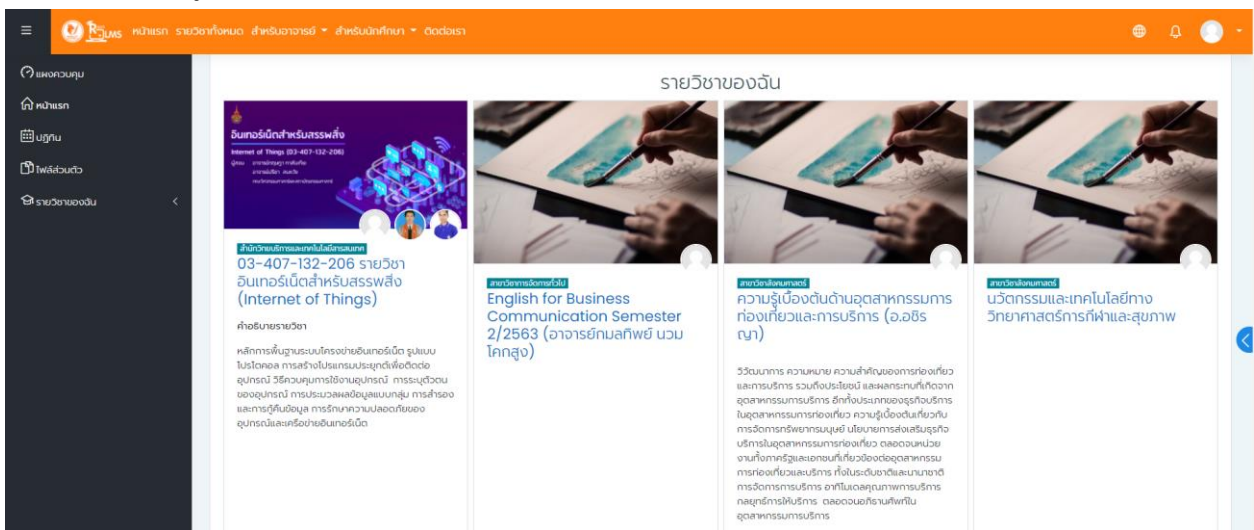 LMS หน้าแรก รายวิชาทั้งหมด สำหรับอาจารย์ สำหรับนักศึกษา ติดต่อเรา
แผงควบคุม
หน้าแรก
ปฏิทิน
ไฟล์ส่วนตัว
รายวิชาของฉัน
รายวิชาของฉัน
อินเทอร์เน็ตสำหรับสรรพสิ่ง
Internet of Things (03-407-132-206)
สำนักวิทยบริการและเทคโนโลยีสารสนเทศ
03-407-132-206 รายวิชา
อินเทอร์เน็ตสำหรับสรรพสิ่ง
(Internet of Things)
คำอธิบายรายวิชา
หลักการพื้นฐานระบบโครงข่ายอินเทอร์เน็ต รูปแบบ
โปรโตคอล การสร้างโปรแกรมประยุกต์เพื่อติดต่อ
อุปกรณ์ วิธีควบคุมการใช้งานอุปกรณ์ การระบุตัวตน
ของอุปกรณ์ การประมวลผลข้อมูลแบบกลุ่ม การสำรอง
และการกู้คืนข้อมูล การรักษาความปลอดภัยของ
อุปกรณ์และเครือข่ายอินเทอร์เน็ต
สาขาวิชาการจัดการทั่วไป
English for Business
Communication Semester
2/2563 (อาจารย์กมลทิพย์ นวม
โคกสูง)
สาขาวิชาสังคมศาสตร์
ความรู้เบื้องต้นด้านอุตสาหกรรมการ
ท่องเที่ยวและการบริการ (อ.อชิร
ญา)
วิวัฒนาการ ความหมาย ความสำคัญของการท่องเที่ยว
และการบริการ รวมถึงประโยชน์ และผลกระทบที่เกิดจาก
อุตสาหกรรมการบริการ อีกทั้งประเภทของธุรกิจบริการ
ในอุตสาหกรรมการท่องเที่ยว ความรู้เบื้องต้นเกี่ยวกับ
การจัดการทรัพยากรมนุษย์ นโยบายการส่งเสริมธุรกิจ
บริการในอุตสาหกรรมการท่องเที่ยว ตลอดจนหน่วย
งานทั้งภาครัฐและเอกชนที่เกี่ยวข้องต่ออุตสาหกรรม
การท่องเที่ยวและบริการ ทั้งในระดับชาติและนานาชาติ
การจัดการการบริการ อาทิโมเดลคุณภาพการบริการ
กลยุทธ์การให้บริการ ตลอดจนอภิธานศัพท์ใน
อุตสาหกรรมการบริการ
สาขาวิชาสังคมศาสตร์
นวัตกรรมและเทคโนโลยีทาง
วิทยาศาสตร์การกีฬาและสุขภาพ